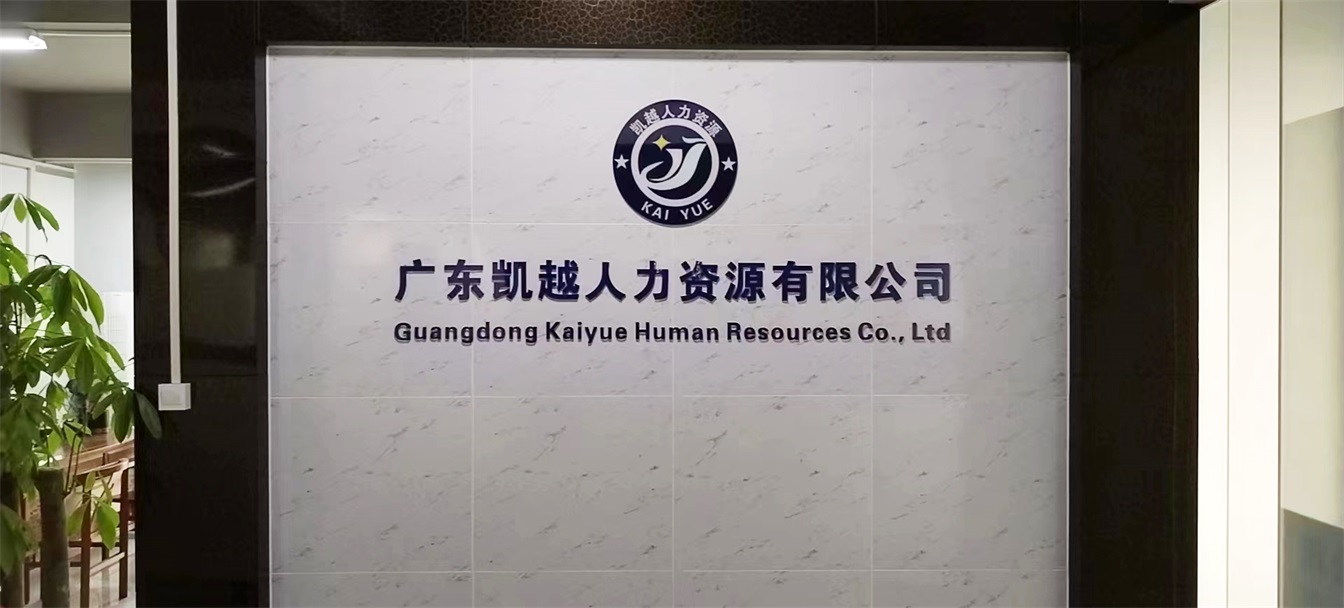 凯越人力资源
KAI YUE
广东凯越人力资源有限公司
Guangdong Kaiyue Human Resources Co., Ltd